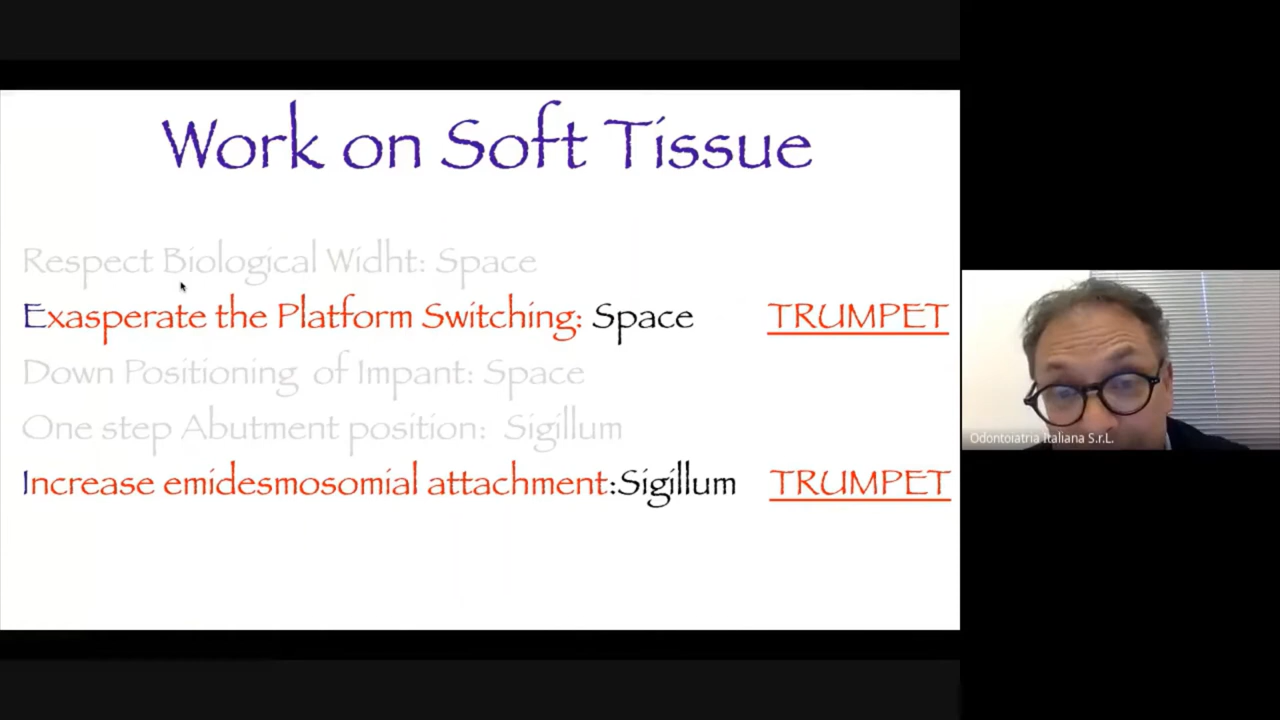 Work on Soft Tissue
Respect Biological Widht: Space
Exasperate the Platform Switching: Space TRUMPET
Down Positioning of Impant: Space
One step Abutment position: Sigillum
Increase emidesmosomial attachment:Sigillum TRUMPET
Odontoiatria Italiana S.r.L.